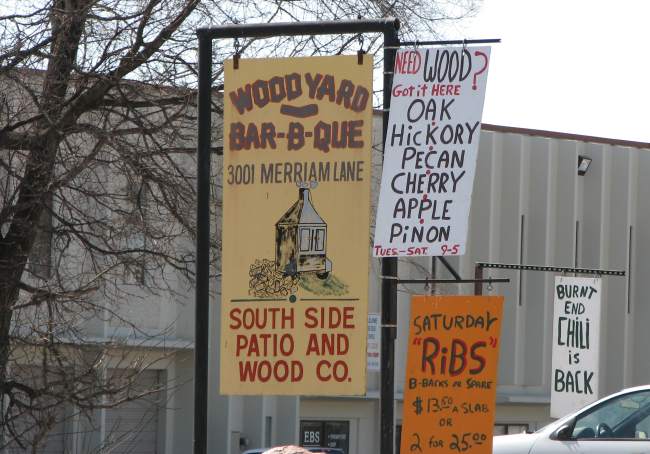 WOOD YARD
BAR-B-QUE
3001 MERRIAM LANE
SOUTH SIDE
PATIO AND
WOOD CO.
NEED WOOD?
GOT iT HERE
OAK
HiCKORY
PECAN
CHERRY
APPLE
PiNON
TUES-SAT. 9-5
SATURDAY
"RiBS"
B-BACKS OR SPARE
$13.50 A SLAB
OR
2 FOR 25.00
BURNT
END
CHiLi
iS
BACK
EBS